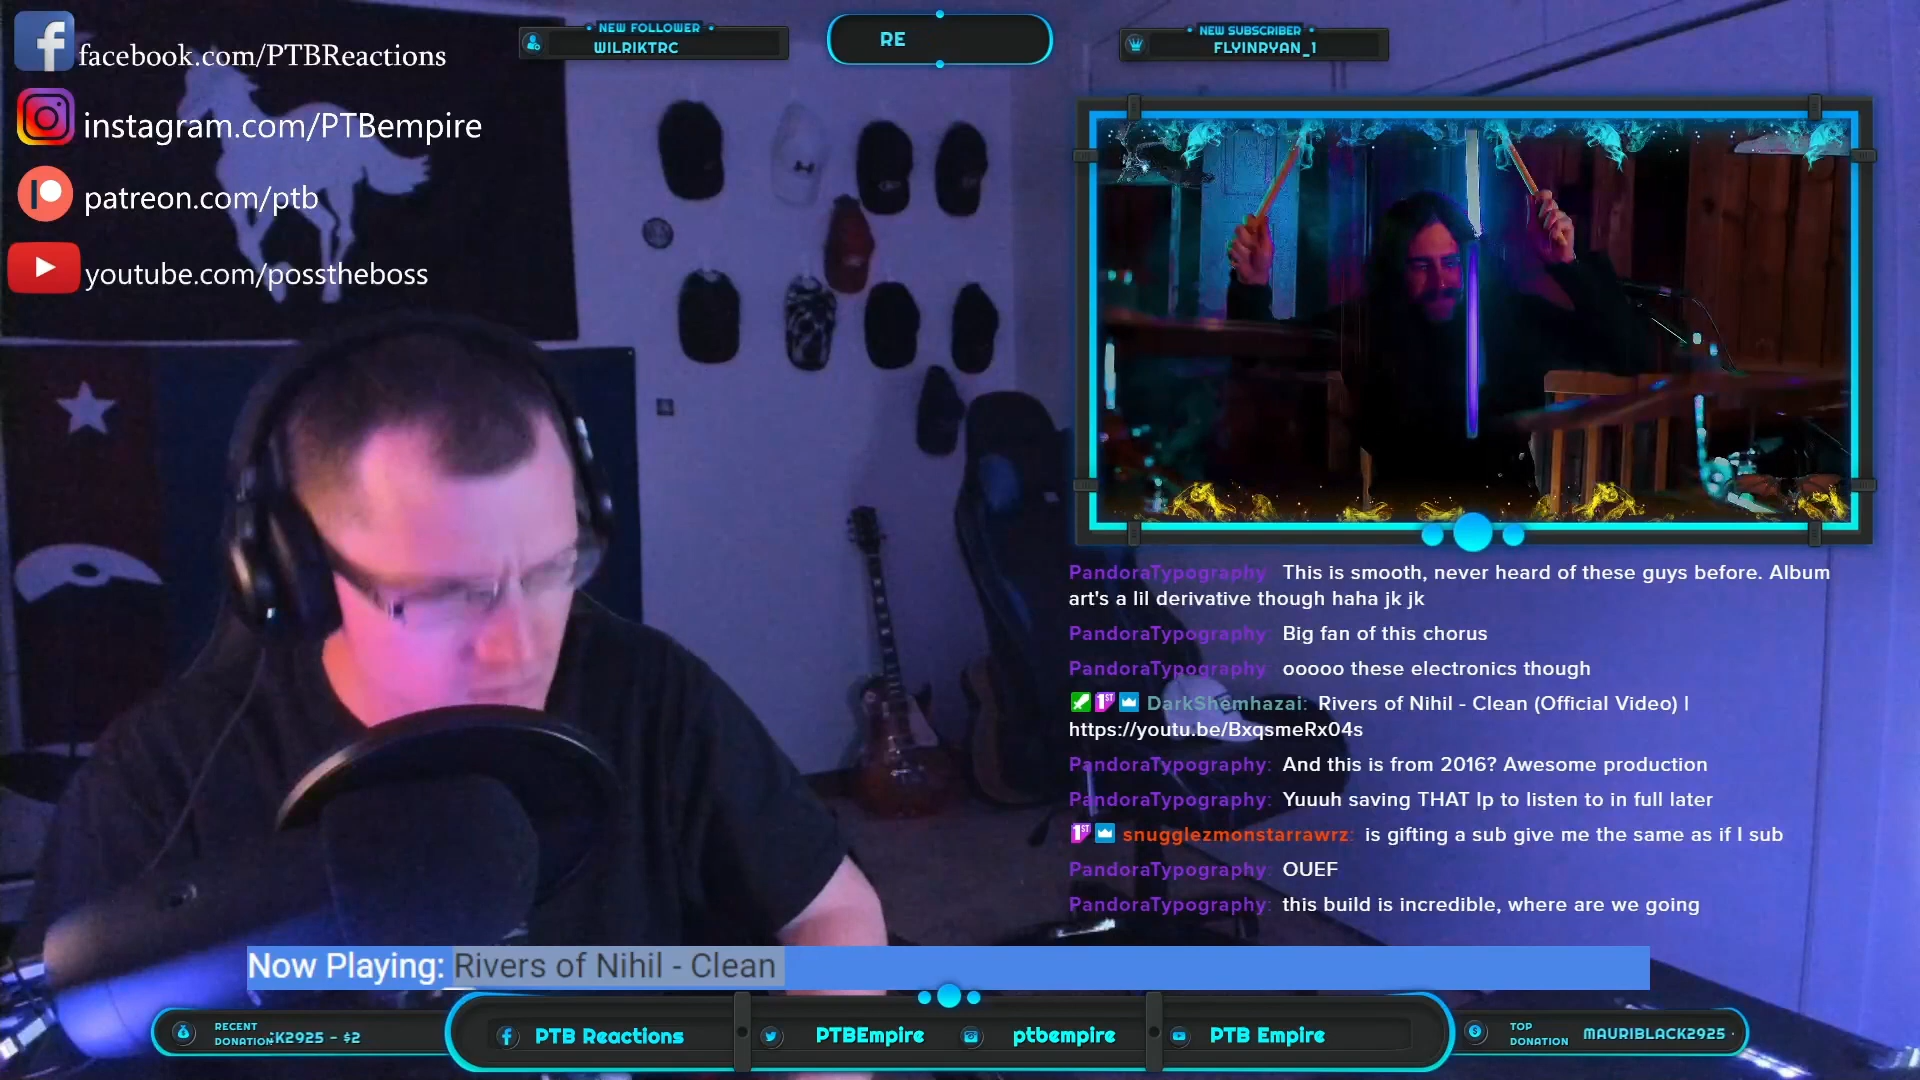 facebook.com/PTBReactions
instagram.com/PTBempire
patreon.com/ptb
youtube.com/posstheboss
NEW FOLLOWER
WILRIKTRC
RE
NEW SUBSCRIBER
FLYINRYAN_1
PandoraTypography: This is smooth, never heard of these guys before. Album
art's a lil derivative though haha jk jk
PandoraTypography: Big fan of this chorus
PandoraTypography: ooooo these electronics though
1ST DarkShemhazai: Rivers of Nihil - Clean (Official Video) |
https://youtu.be/BxqsmeRx04s
PandoraTypography: And this is from 2016? Awesome production
PandoraTypography: Yuuuh saving THAT lp to listen to in full later
1ST snugglezmonstarrawrz: is gifting a sub give me the same as if I sub
PandoraTypography: OUEF
PandoraTypography: this build is incredible, where are we going
Now Playing: Rivers of Nihil - Clean
RECENT
DONATION
K2925 - $2
PTB Reactions
PTBEmpire
ptbempire
PTB Empire
TOP
DONATION
MAURIBLACK2925